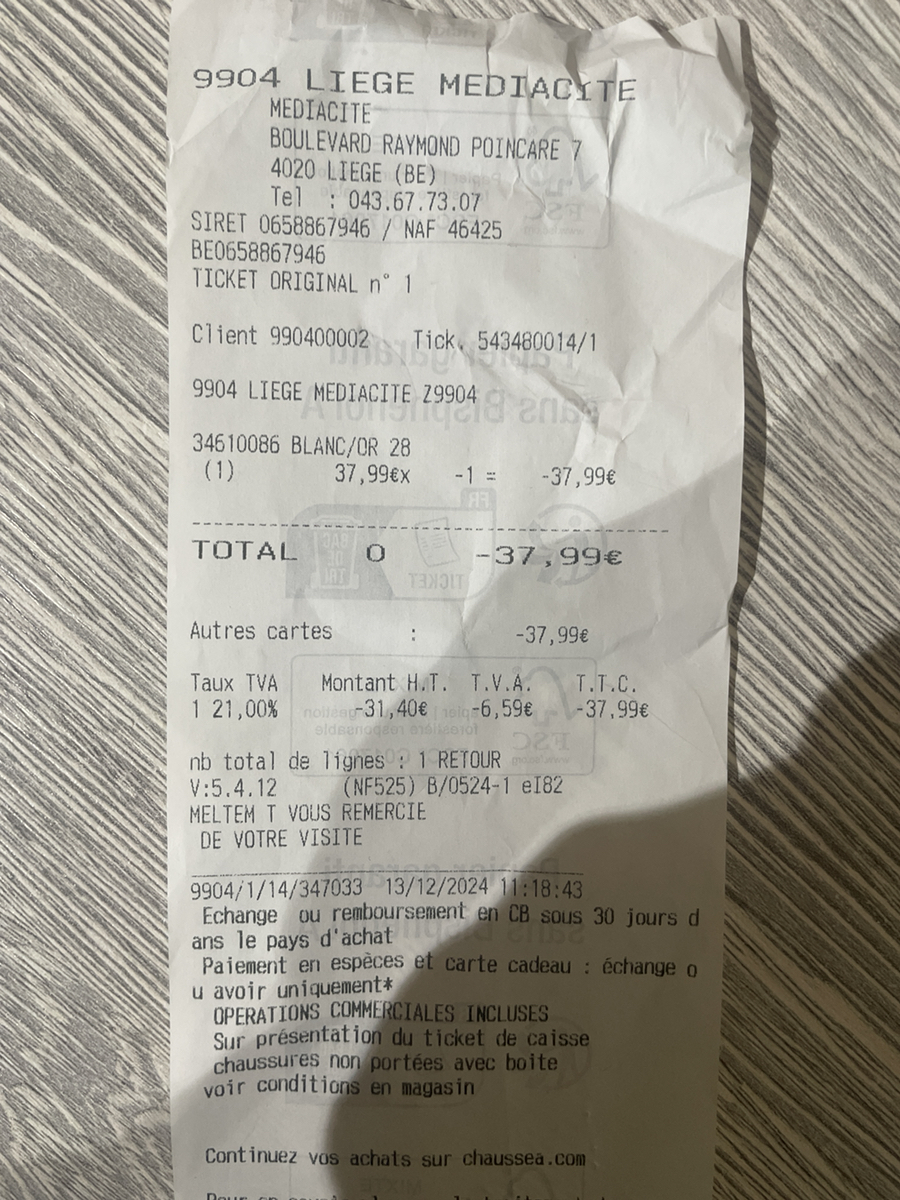 9904 LIEGE MEDIACITE
MEDIACITE
BOULEVARD RAYMOND POINCARE 7
4020 LIEGE (BE)
Tel : 043.67.73.07
SIRET 0658867946 / NAF 46425
BE0658867946
TICKET ORIGINAL n° 1
Client 990400002 Tick. 543480014/1
9904 LIEGE MEDIACITE Z9904
34610086 BLANC/OR 28
(1) 37,99€x -1 = -37,99€
TOTAL 0 -37,99€
Autres cartes : -37,99€
Taux TVA Montant H.T. T.V.A. T.T.C.
1 21,00% -31,40€ -6,59€ -37,99€
nb total de lignes : 1 RETOUR
V:5.4.12 (NF525) B/0524-1 eI82
MELTEM T VOUS REMERCIE
DE VOTRE VISITE
9904/1/14/347033 13/12/2024 11:18:43
Echange ou remboursement en CB sous 30 jours d
ans le pays d'achat
Paiement en espèces et carte cadeau : échange o
u avoir uniquement*
OPERATIONS COMMERCIALES INCLUSES
Sur présentation du ticket de caisse
chaussures non portées avec boite
voir conditions en magasin
Continuez vos achats sur chaussea.com